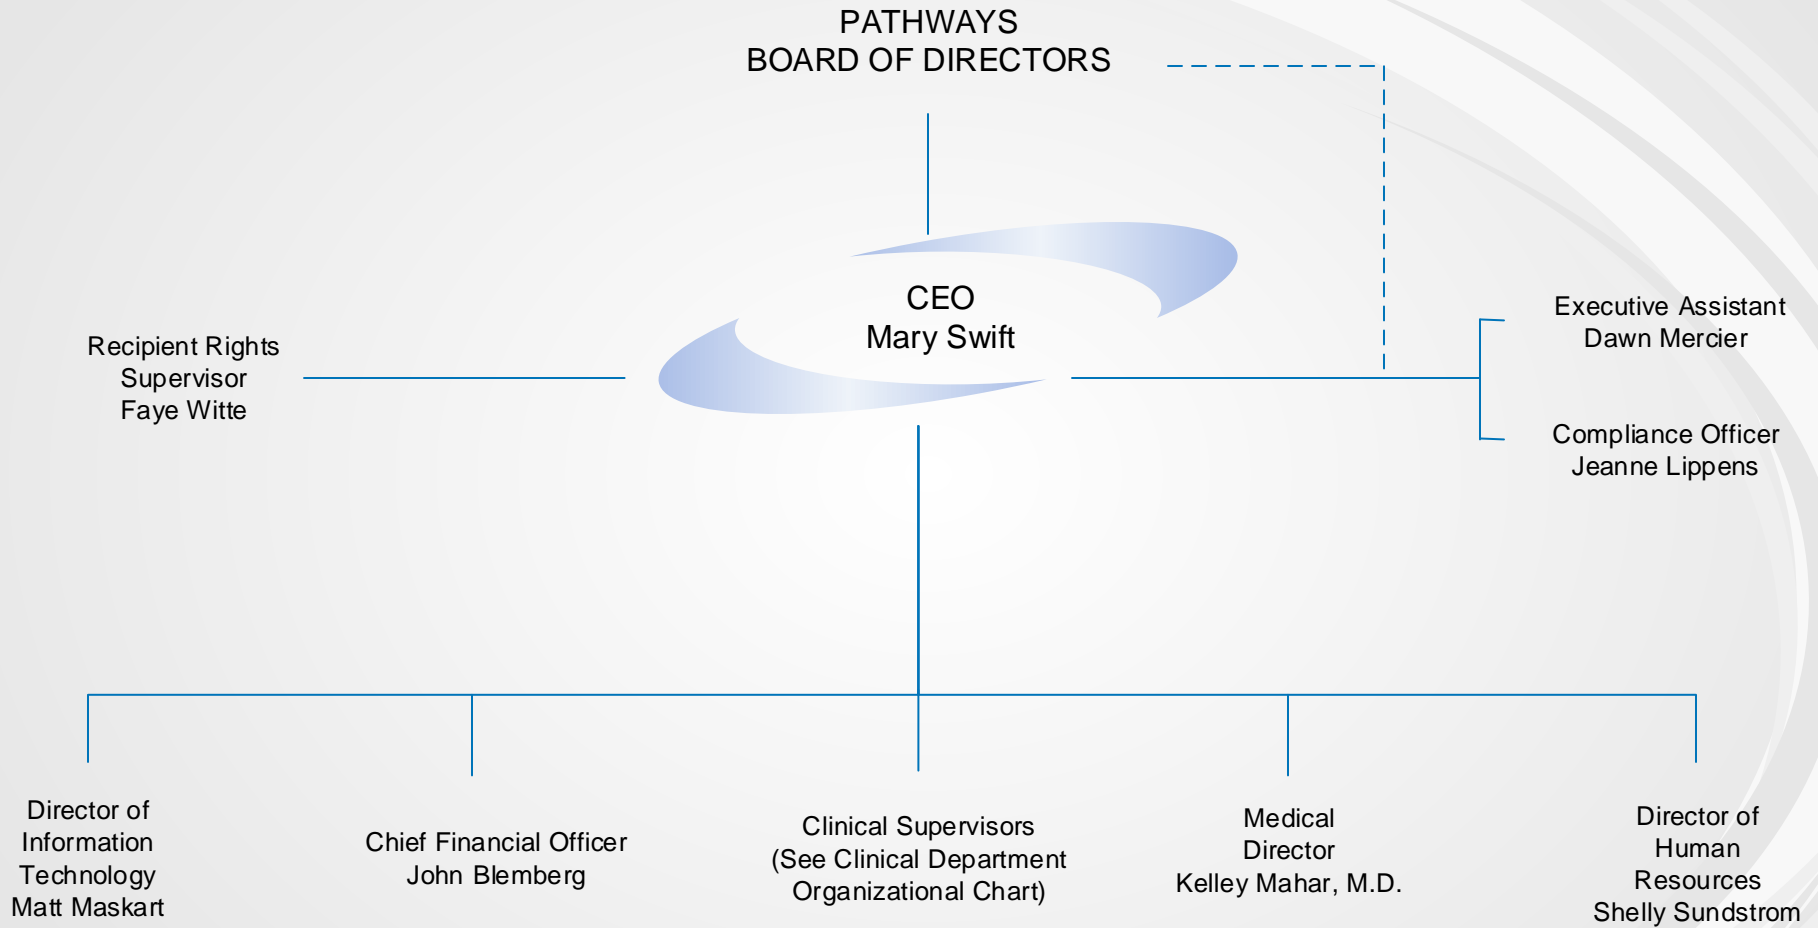 PATHWAYS
BOARD OF DIRECTORS
CEO
Mary Swift
Recipient Rights
Supervisor
Faye Witte
Executive Assistant
Dawn Mercier
Compliance Officer
Jeanne Lippens
Director of
Information
Technology
Matt Maskart
Chief Financial Officer
John Blemberg
Clinical Supervisors
(See Clinical Department
Organizational Chart)
Medical
Director
Kelley Mahar, M.D.
Director of
Human
Resources
Shelly Sundstrom